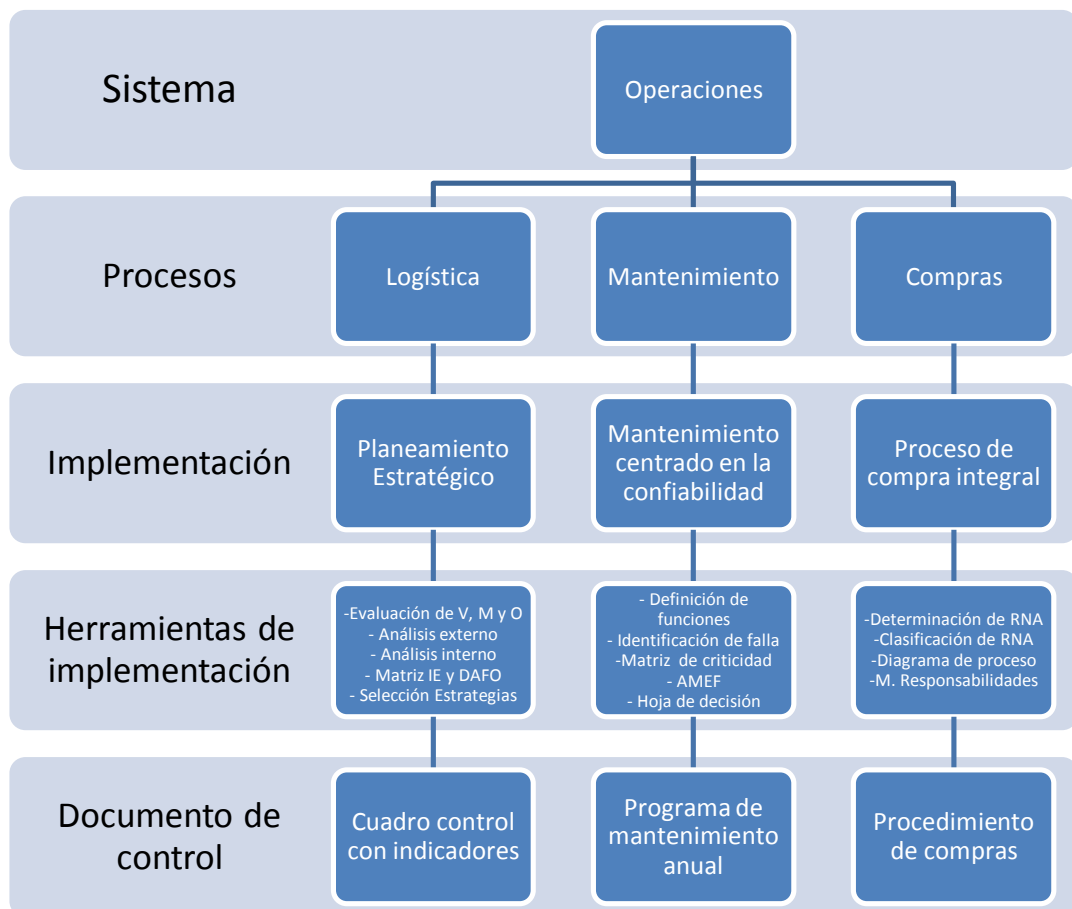 Sistema
Operaciones
Procesos
Logística
Mantenimiento
Compras
Implementación
Planeamiento
Estratégico
Mantenimiento
centrado en la
confiabilidad
Proceso de
compra integral
Herramientas de
implementación
-Evaluación de V, M y O
- Análisis externo
- Análisis interno
- Matriz IE y DAFO
- Selección Estrategias
- Definición de
funciones
- Identificación de falla
-Matriz de criticidad
- AMEF
- Hoja de decisión
-Determinación de RNA
-Clasificación de RNA
-Diagrama de proceso
-M. Responsabilidades
Documento de
control
Cuadro control
con indicadores
Programa de
mantenimiento
anual
Procedimiento
de compras